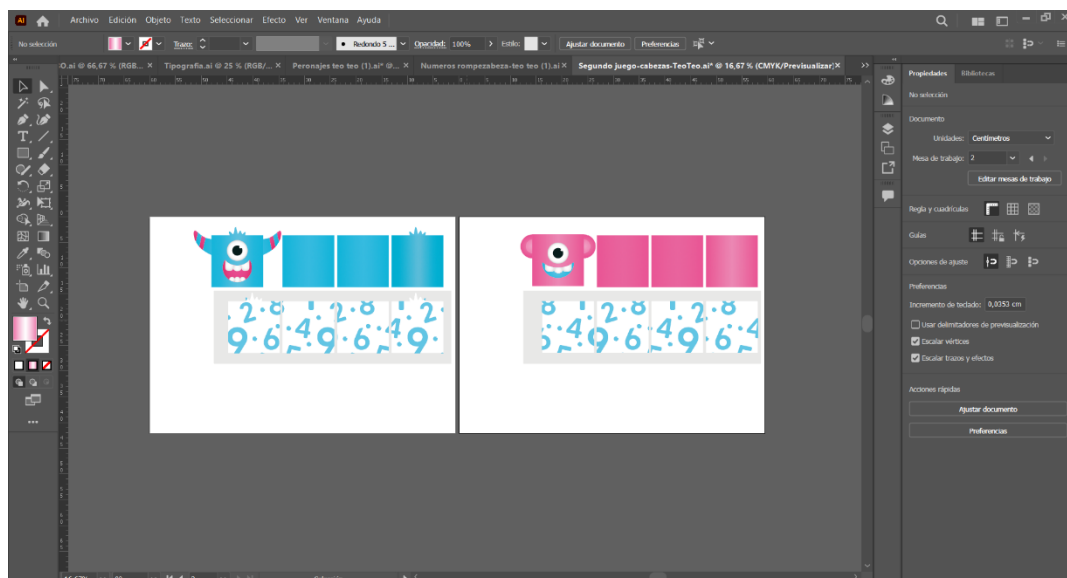 Ai Archivo Edición Objeto Texto Seleccionar Efecto Ver Ventana Ayuda
No selección Trazo: Redondo 5 ... Opacidad: 100% Estilo: Ajustar documento Preferencias
O.ai @ 66,67 % (RGB... × Tipografia.ai @ 25 % (RGB/... × Peronajes teo teo (1).ai* @... × Numeros rompezabeza-teo teo (1).ai × Segundo juego-cabezas-TeoTeo.ai* @ 16,67 % (CMYK/Previsualizar) ×
Propiedades Bibliotecas
No selección
Documento
Unidades: Centímetros
Mesa de trabajo: 2
Editar mesas de trabajo
Regla y cuadrículas
Guías
Opciones de ajuste
Preferencias
Incremento de teclado: 0,0353 cm
Usar delimitadores de previsualización
Escalar vértices
Escalar trazos y efectos
Acciones rápidas
Ajustar documento
Preferencias